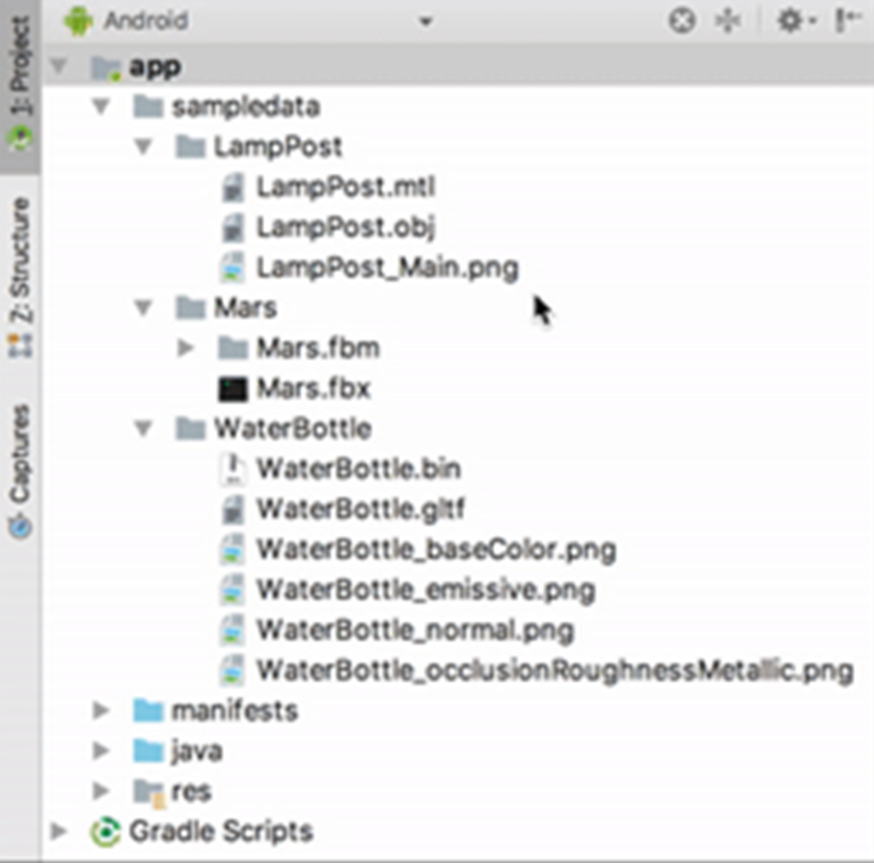 Android
1: Project
app
sampledata
LampPost
LampPost.mtl
LampPost.obj
LampPost_Main.png
Mars
Mars.fbm
Mars.fbx
WaterBottle
WaterBottle.bin
WaterBottle.gltf
WaterBottle_baseColor.png
WaterBottle_emissive.png
WaterBottle_normal.png
WaterBottle_occlusionRoughnessMetallic.png
manifests
java
res
Gradle Scripts
Z: Structure
Captures